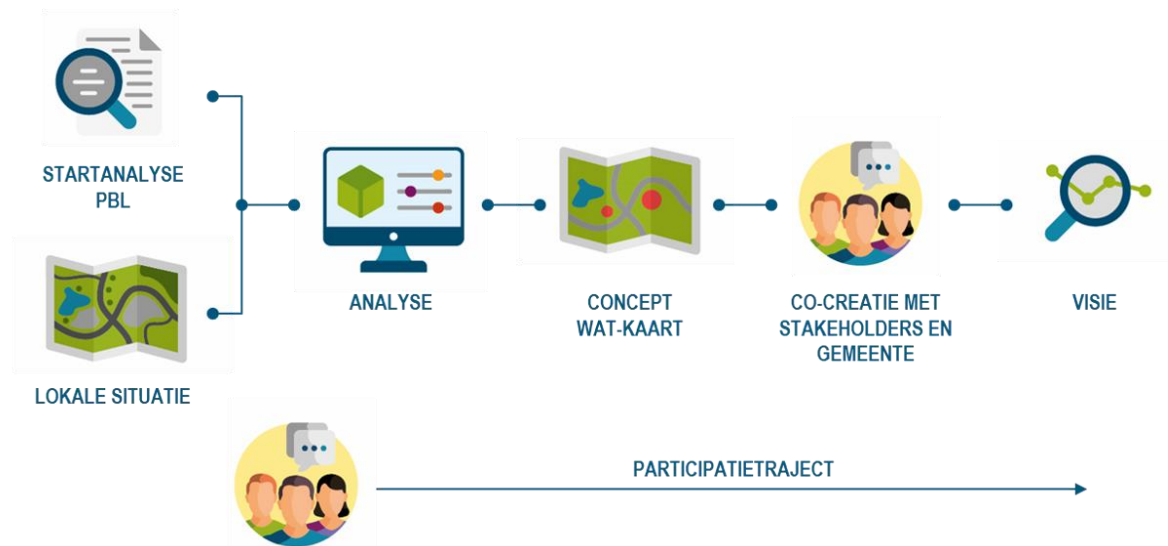 STARTANALYSE
PBL
LOKALE SITUATIE
ANALYSE
CONCEPT
WAT-KAART
CO-CREATIE MET
STAKEHOLDERS EN
GEMEENTE
VISIE
PARTICIPATIETRAJECT